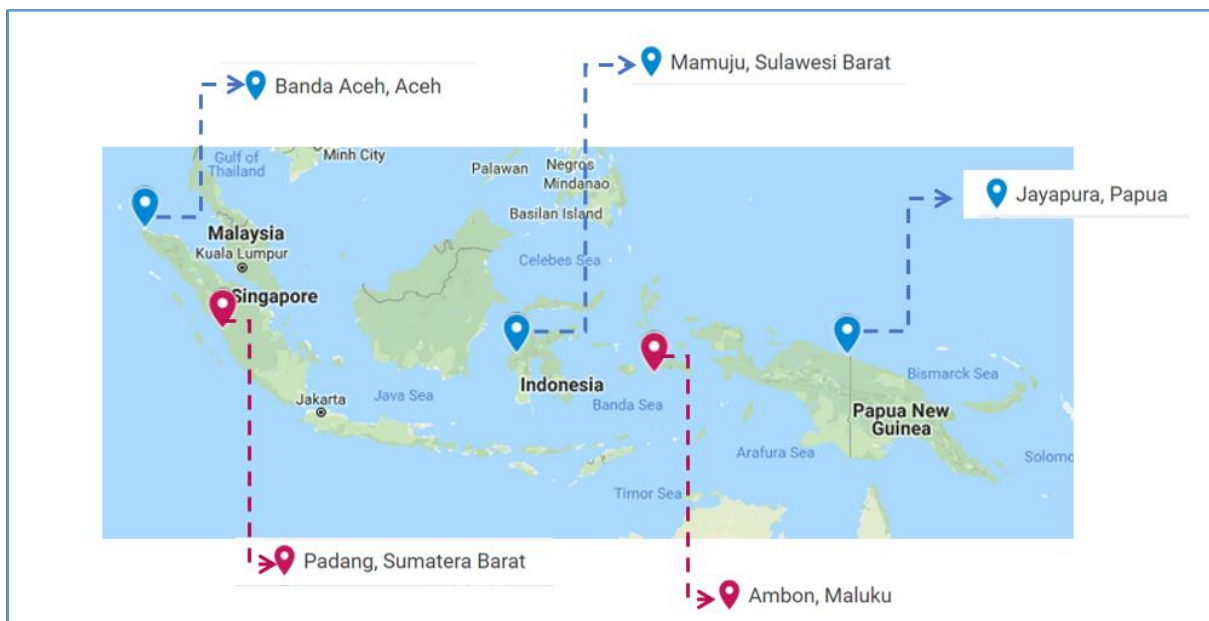 Mamuju, Sulawesi Barat
Banda Aceh, Aceh
Gulf of
Thailand
Minh City
Palawan
Negros
Mindanao
Jayapura, Papua
Basilan Island
Malaysia
Kuala Lumpur
Celebes Sea
Singapore
Bismarck Sea
Indonesia
Jakarta
Java Sea
Banda Sea
Papua New
Guinea
Arafura Sea
Solomo
Timor Sea
Padang, Sumatera Barat
Ambon, Maluku